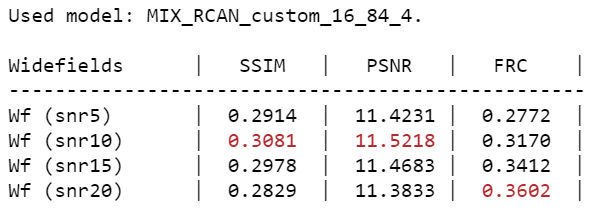 Used model: MIX_RCAN_custom_16_84_4.
Widefields | SSIM | PSNR | FRC |
--------------------------------------------------
Wf (snr5) | 0.2914 | 11.4231 | 0.2772 |
Wf (snr10) | 0.3081 | 11.5218 | 0.3170 |
Wf (snr15) | 0.2978 | 11.4683 | 0.3412 |
Wf (snr20) | 0.2829 | 11.3833 | 0.3602 |